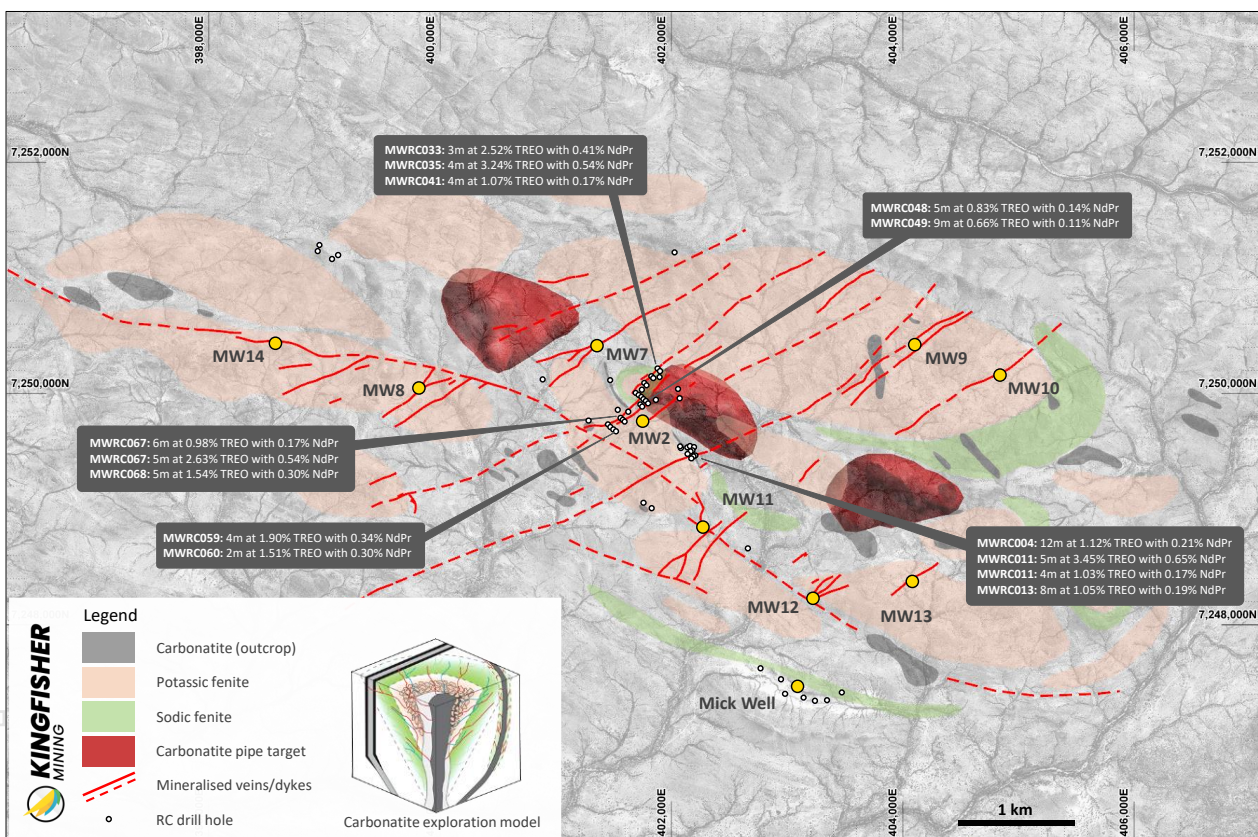 398,000E
400,000E
402,000E
404,000E
406,000E
7,252,000N
7,252,000N
MWRC033: 3m at 2.52% TREO with 0.41% NdPr
MWRC035: 4m at 3.24% TREO with 0.54% NdPr
MWRC041: 4m at 1.07% TREO with 0.17% NdPr
MWRC048: 5m at 0.83% TREO with 0.14% NdPr
MWRC049: 9m at 0.66% TREO with 0.11% NdPr
MW14
MW7
MW9
MW8
MW10
7,250,000N
7,250,000N
MW2
MWRC067: 6m at 0.98% TREO with 0.17% NdPr
MWRC067: 5m at 2.63% TREO with 0.54% NdPr
MWRC068: 5m at 1.54% TREO with 0.30% NdPr
MW11
MWRC059: 4m at 1.90% TREO with 0.34% NdPr
MWRC060: 2m at 1.51% TREO with 0.30% NdPr
MWRC004: 12m at 1.12% TREO with 0.21% NdPr
MWRC011: 5m at 3.45% TREO with 0.65% NdPr
MWRC011: 4m at 1.03% TREO with 0.17% NdPr
MWRC013: 8m at 1.05% TREO with 0.19% NdPr
MW12
MW13
7,248,000N
Mick Well
Legend
Carbonatite (outcrop)
Potassic fenite
Sodic fenite
Carbonatite pipe target
Mineralised veins/dykes
RC drill hole
KINGFISHER
MINING
Carbonatite exploration model
402,000E
404,000E
406,000E
1 km